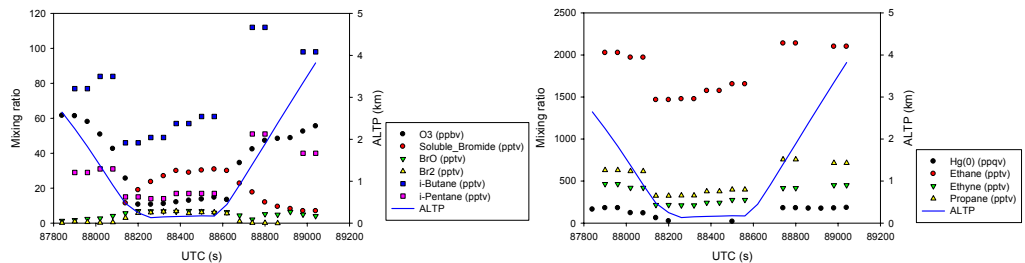 120
100
80
60
40
20
0
Mixing ratio
5
4
3
2
1
0
ALTP (km)
87800 88000 88200 88400 88600 88800 89000 89200
UTC (s)
O3 (ppbv)
Soluble_Bromide (pptv)
BrO (pptv)
Br2 (pptv)
i-Butane (pptv)
i-Pentane (pptv)
ALTP
2500
2000
1500
1000
500
0
Mixing ratio
5
4
3
2
1
0
ALTP (km)
87800 88000 88200 88400 88600 88800 89000 89200
UTC (s)
Hg(0) (ppqv)
Ethane (pptv)
Ethyne (pptv)
Propane (pptv)
ALTP